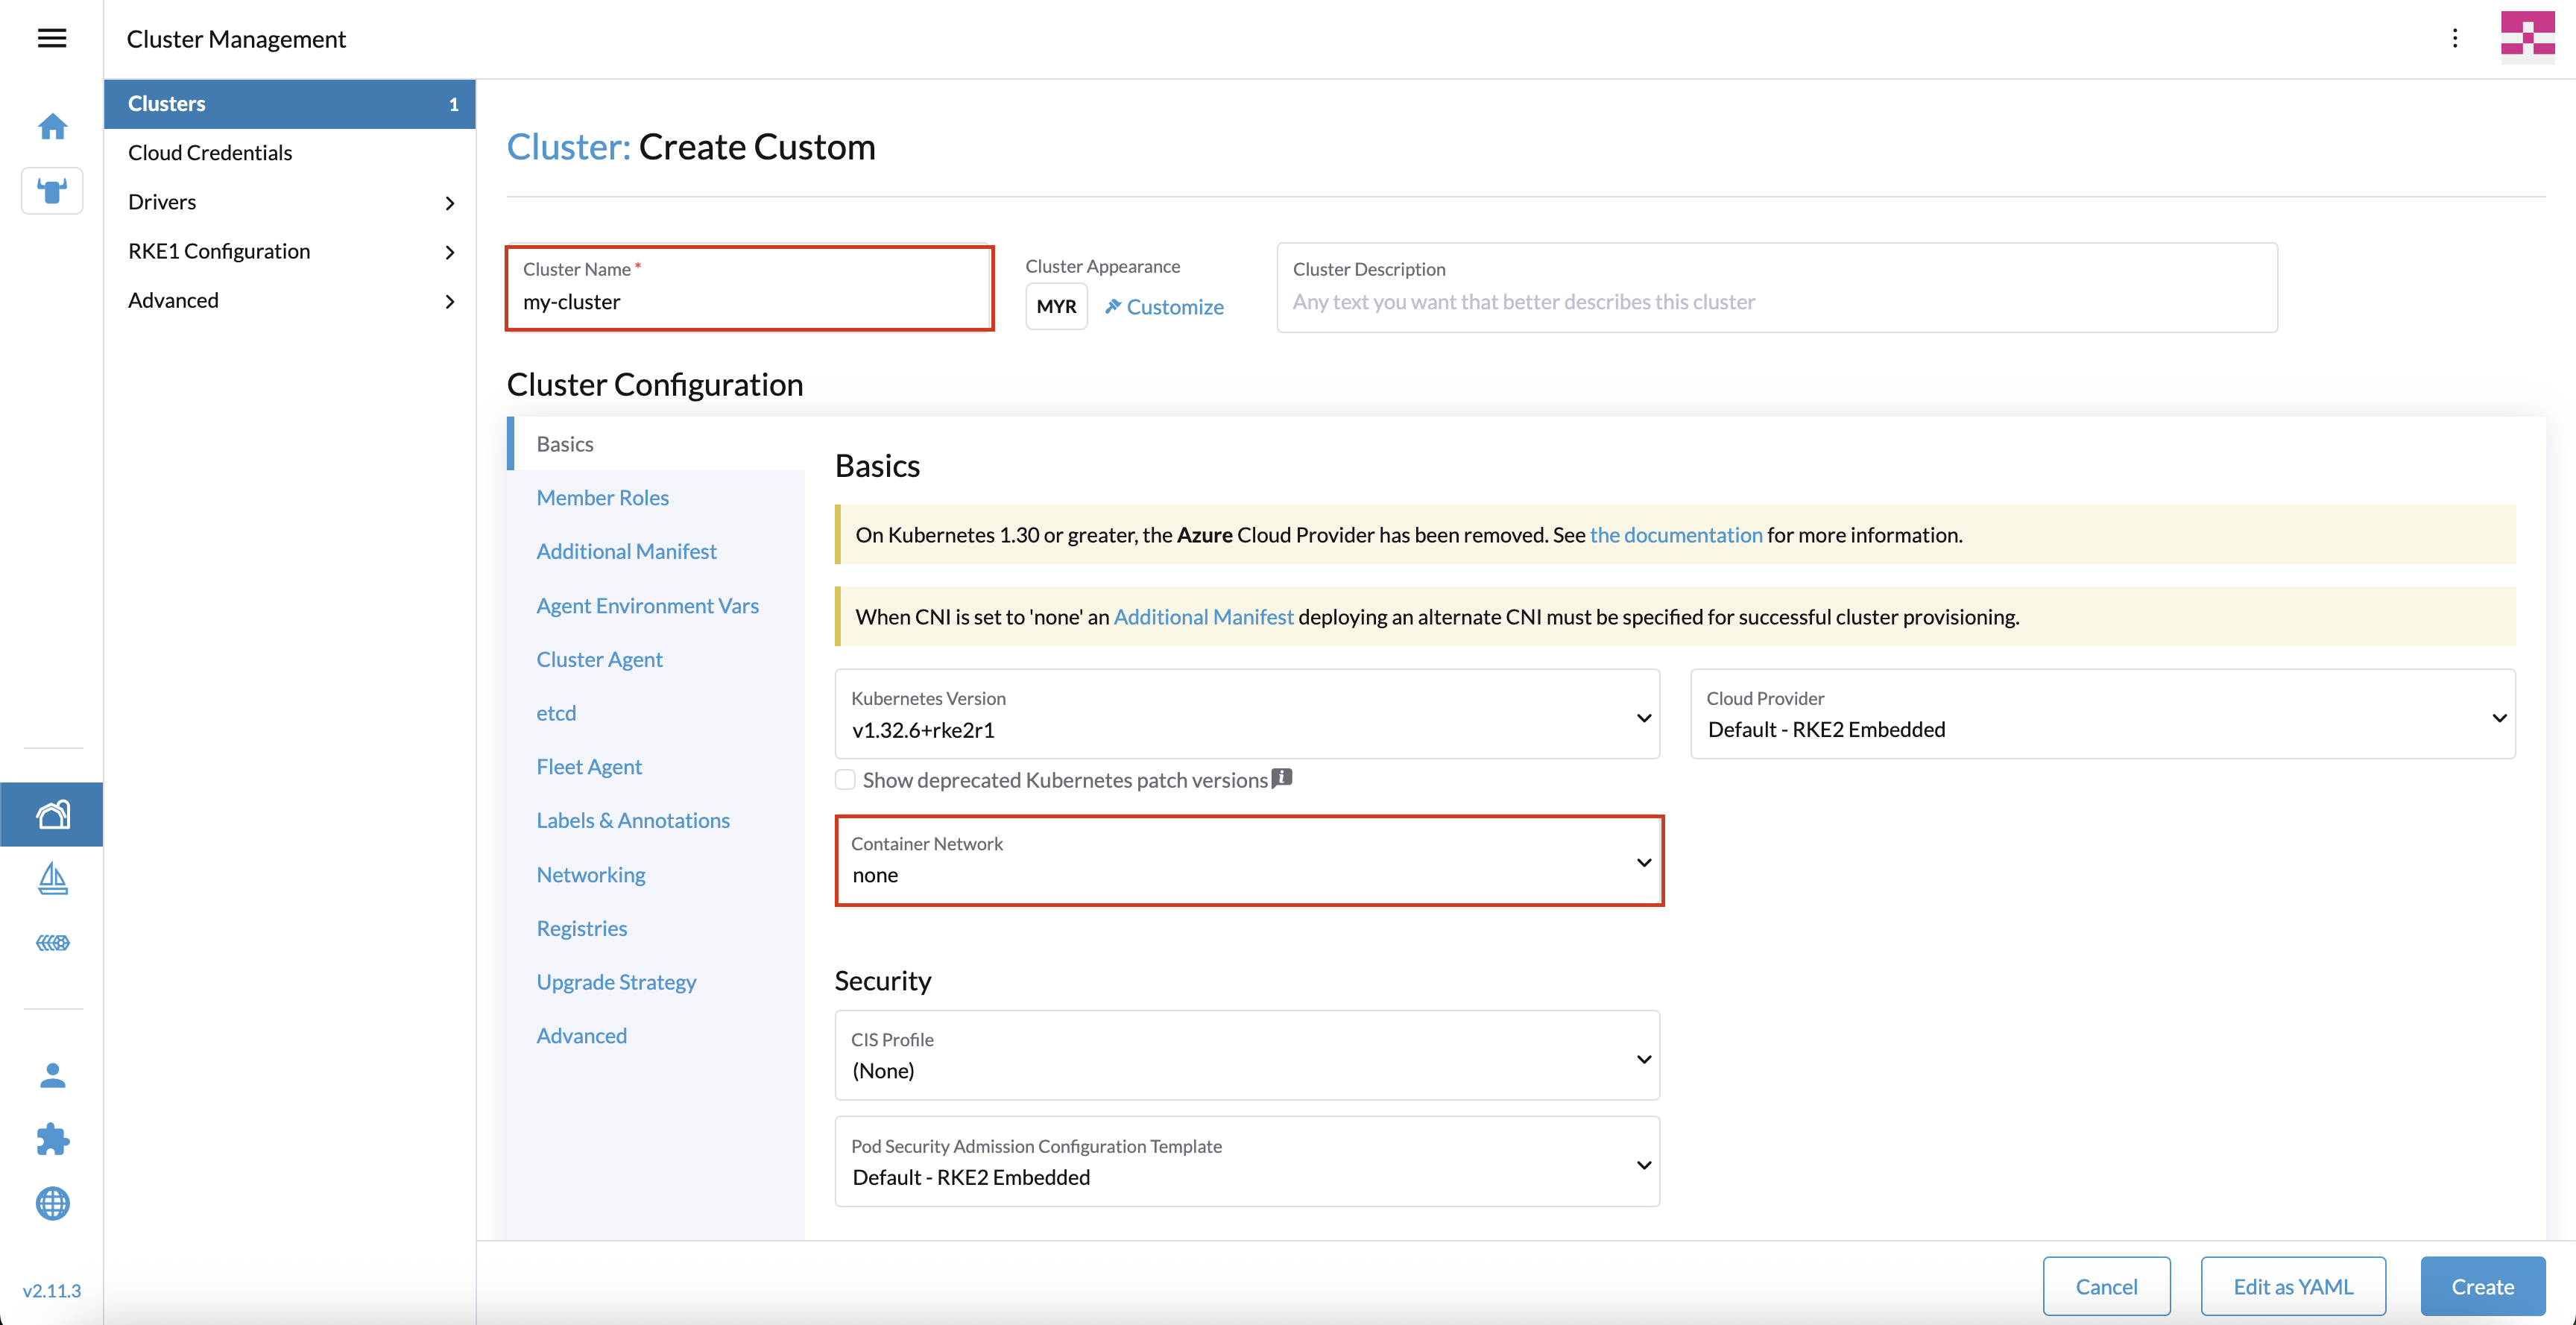 Cluster Management
Clusters 1
Cloud Credentials
Drivers
RKE1 Configuration
Advanced
v2.11.3
Cluster: Create Custom
Cluster Name *
my-cluster
Cluster Appearance
MYR Customize
Cluster Description
Any text you want that better describes this cluster
Cluster Configuration
Basics
Member Roles
Additional Manifest
Agent Environment Vars
Cluster Agent
etcd
Fleet Agent
Labels & Annotations
Networking
Registries
Upgrade Strategy
Advanced
Basics
On Kubernetes 1.30 or greater, the Azure Cloud Provider has been removed. See the documentation for more information.
When CNI is set to 'none' an Additional Manifest deploying an alternate CNI must be specified for successful cluster provisioning.
Kubernetes Version
v1.32.6+rke2r1
Cloud Provider
Default - RKE2 Embedded
Show deprecated Kubernetes patch versions
Container Network
none
Security
CIS Profile
(None)
Pod Security Admission Configuration Template
Default - RKE2 Embedded
Cancel
Edit as YAML
Create